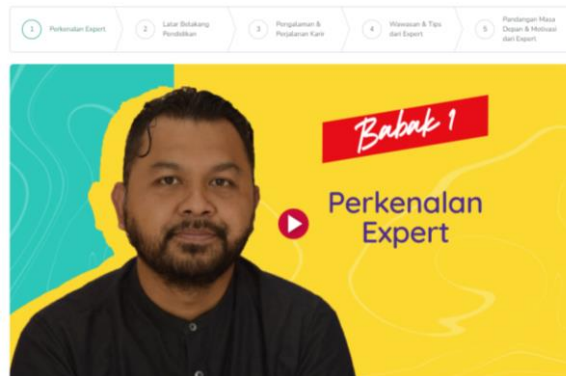 1 Perkenalan Expert
2 Latar Belakang
Pendidikan
3 Pengalaman &
Perjalanan Karir
4 Wawasan & Tips
dari Expert
5 Pandangan Masa
Depan & Motivasi
dari Expert
Babak 1
Perkenalan
Expert